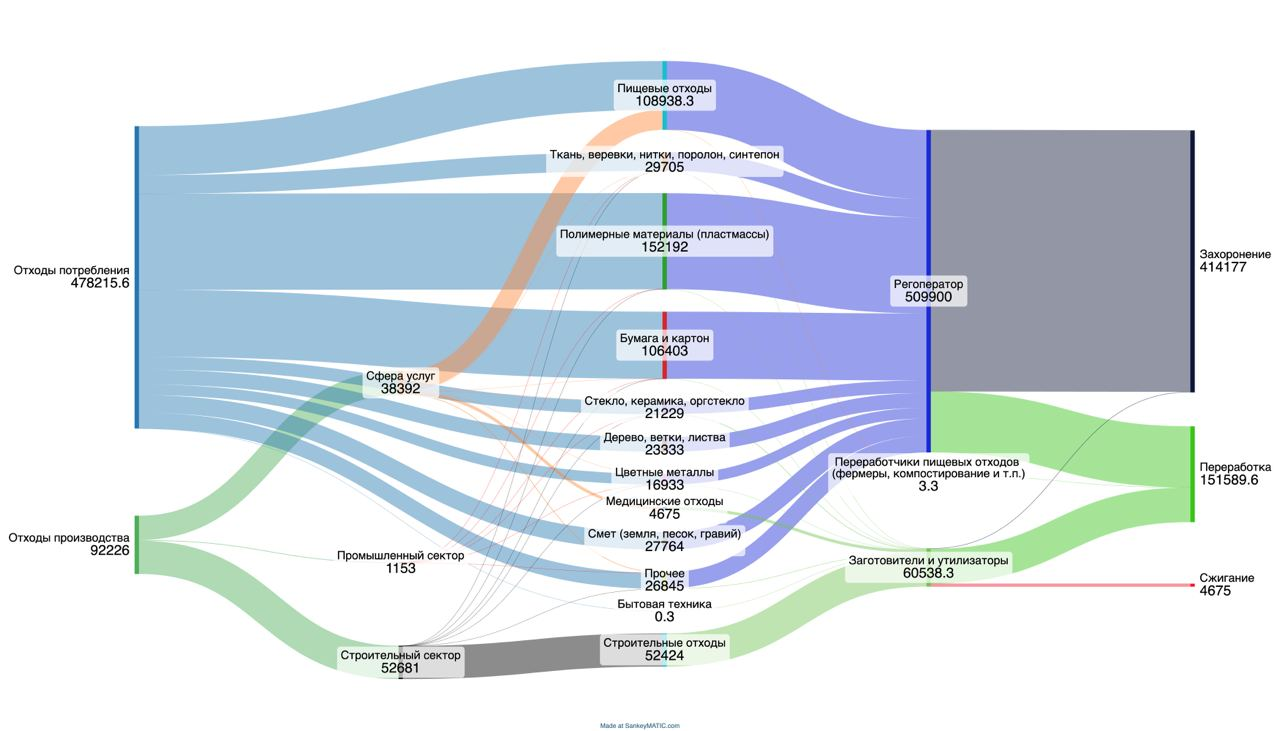 Пищевые отходы
108938.3
Ткань, веревки, нитки, поролон, синтепон
29705
Полимерные материалы (пластмассы)
152192
Отходы потребления
478215.6
Захоронение
414177
Регоператор
509900
Бумага и картон
106403
Сфера услуг
38392
Стекло, керамика, оргстекло
21229
Дерево, ветки, листва
23333
Цветные металлы
16933
Переработчики пищевых отходов
(фермеры, компостирование и т.п.)
3.3
Переработка
151589.6
Медицинские отходы
4675
Отходы производства
92226
Смет (земля, песок, гравий)
27764
Промышленный сектор
1153
Заготовители и утилизаторы
60538.3
Прочее
26845
Сжигание
4675
Бытовая техника
0.3
Строительный сектор
52681
Строительные отходы
52424
Made at SankeyMATIC.com